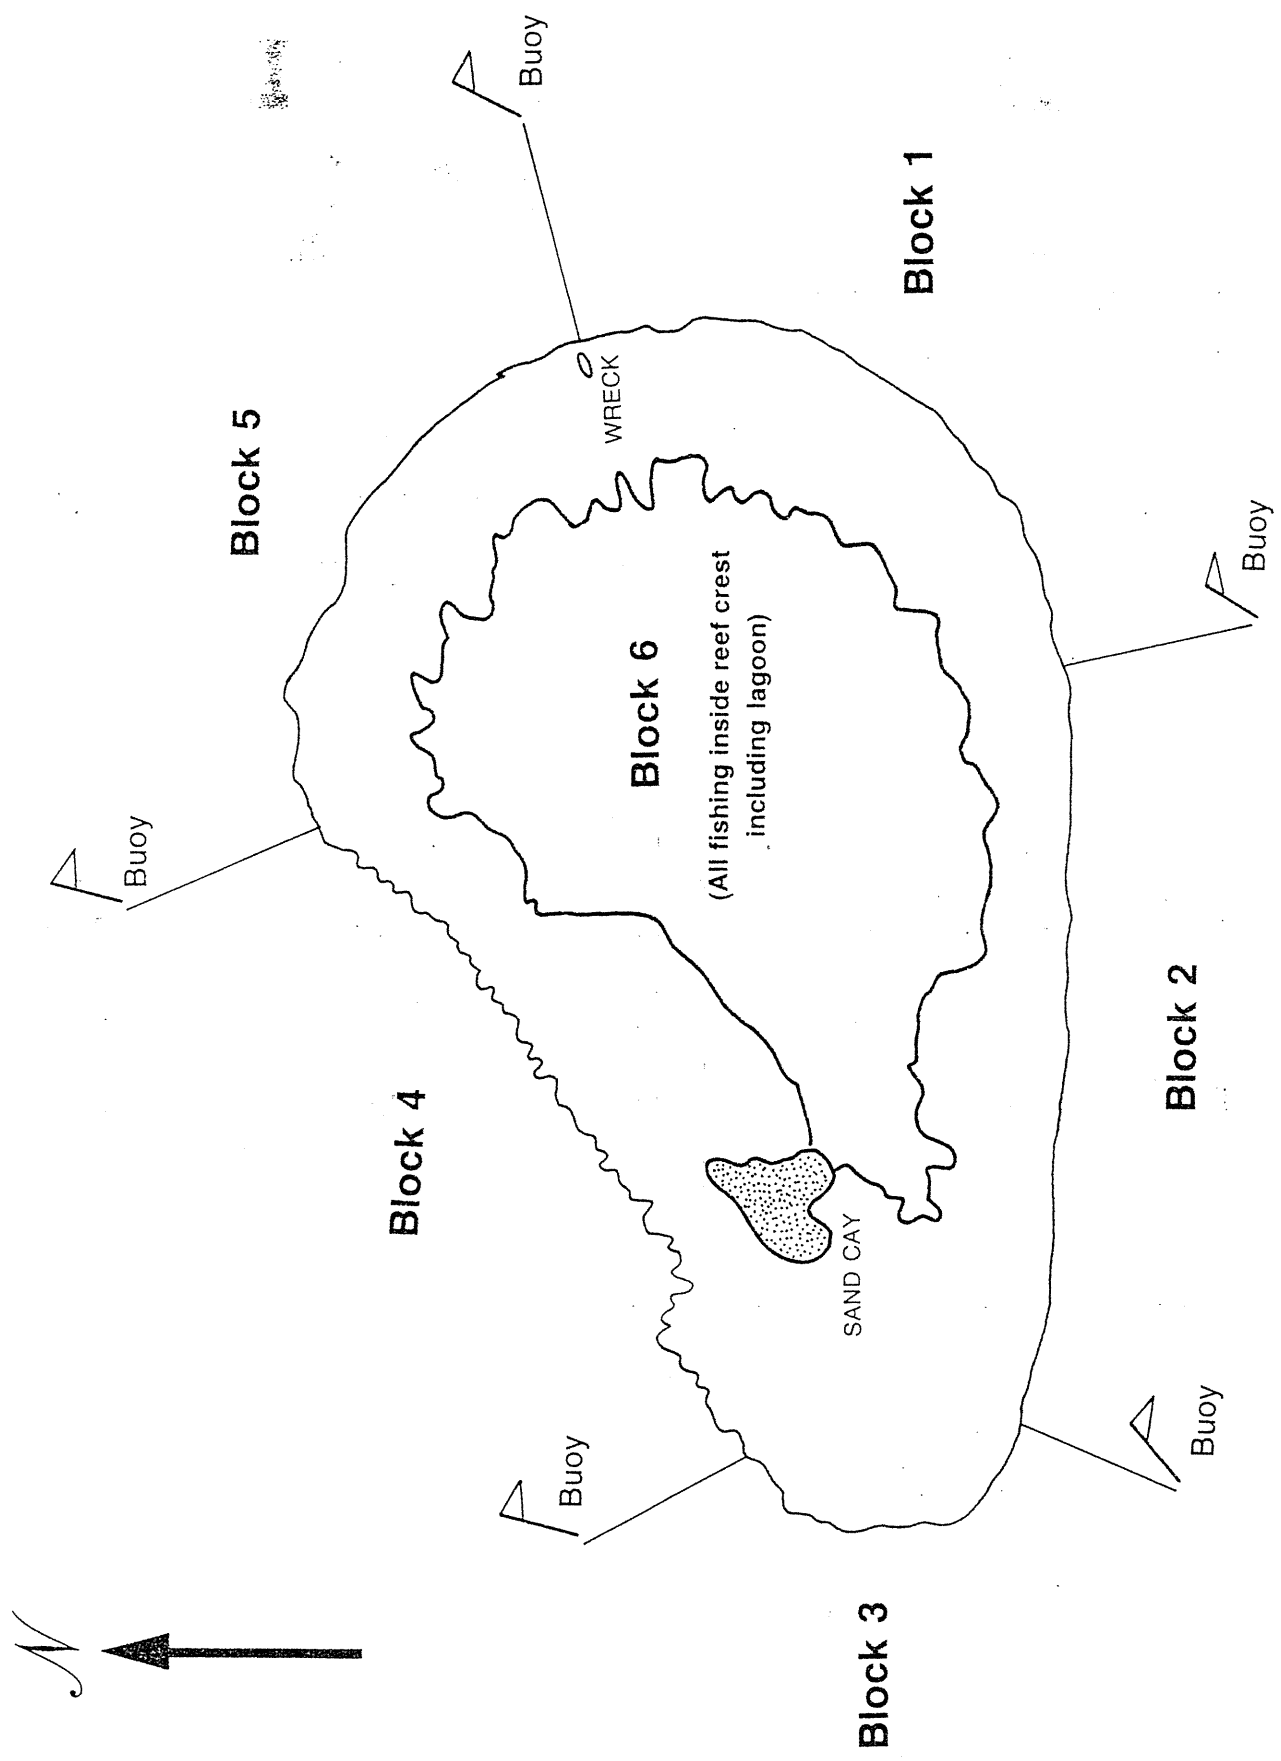 N
Buoy
Buoy
Block 5
Block 4
Buoy
WRECK
Block 6
(All fishing inside reef crest
including lagoon)
SAND CAY
Block 3
Block 1
Block 2
Buoy
Buoy